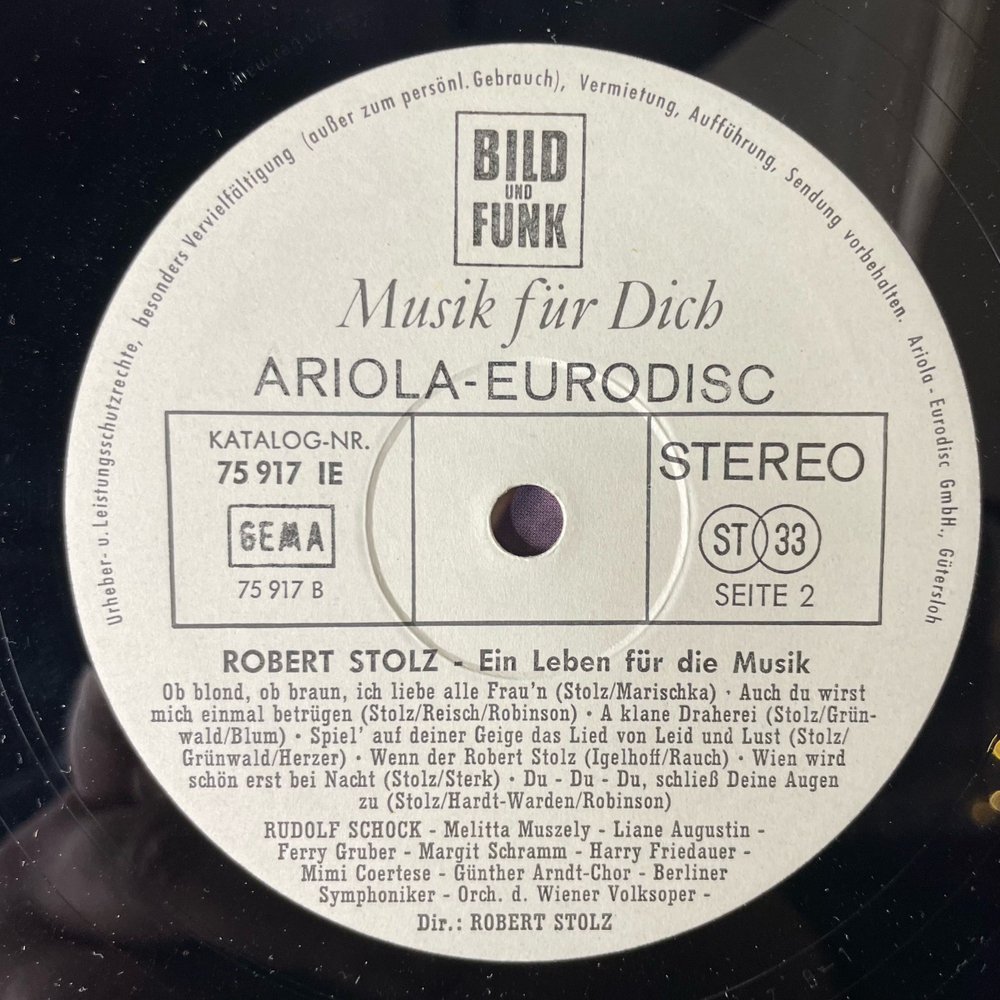 Urheber- u. Leistungsschutzrechte, besonders Vervielfältigung (außer zum persönl. Gebrauch), Vermietung, Aufführung, Sendung vorbehalten. Ariola - Eurodisc GmbH., Gütersloh
BILD
UND
FUNK
Musik für Dich
ARIOLA-EURODISC
KATALOG-NR.
75 917 IE
GEMA
75 917 B
STEREO
ST 33
SEITE 2
ROBERT STOLZ - Ein Leben für die Musik
Ob blond, ob braun, ich liebe alle Frau'n (Stolz/Marischka) · Auch du wirst
mich einmal betrügen (Stolz/Reisch/Robinson) · A klane Draherei (Stolz/Grün-
wald/Blum) · Spiel' auf deiner Geige das Lied von Leid und Lust (Stolz/
Grünwald/Herzer) · Wenn der Robert Stolz (Igelhoff/Rauch) · Wien wird
schön erst bei Nacht (Stolz/Sterk) · Du - Du - Du, schließ Deine Augen
zu (Stolz/Hardt-Warden/Robinson)
RUDOLF SCHOCK - Melitta Muszely - Liane Augustin -
Ferry Gruber - Margit Schramm - Harry Friedauer -
Mimi Coertese - Günther Arndt-Chor - Berliner
Symphoniker - Orch. d. Wiener Volksoper -
Dir.: ROBERT STOLZ